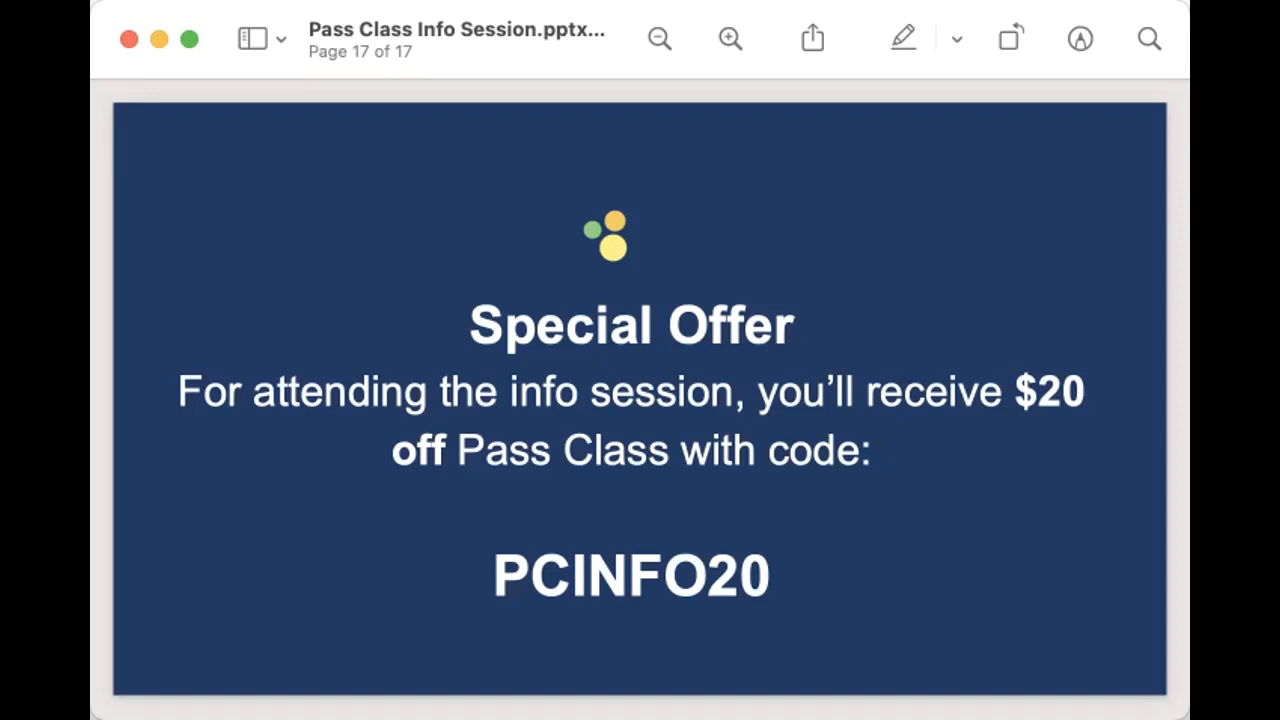 Pass Class Info Session.pptx...
Page 17 of 17
Special Offer
For attending the info session, you’ll receive $20
off Pass Class with code:
PCINFO20